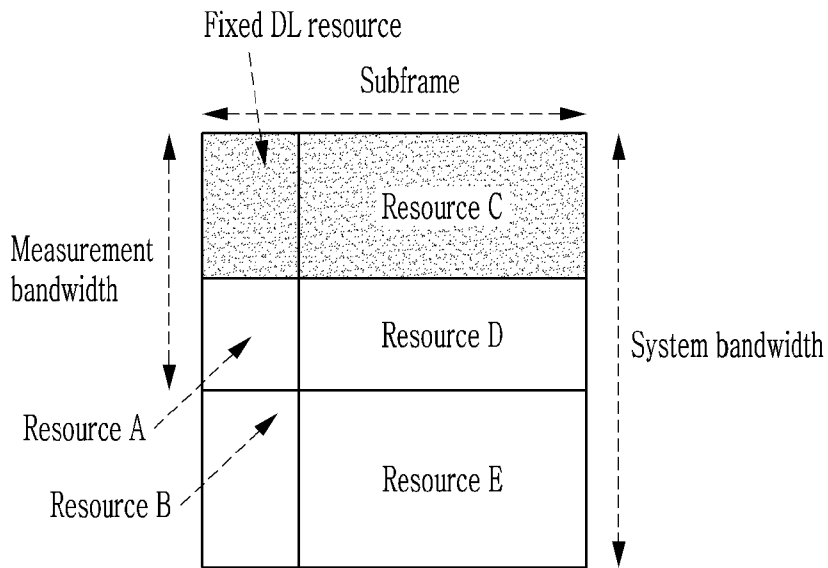 Fixed DL resource
Subframe
Resource C
Measurement
bandwidth
Resource D
System bandwidth
Resource A
Resource E
Resource B